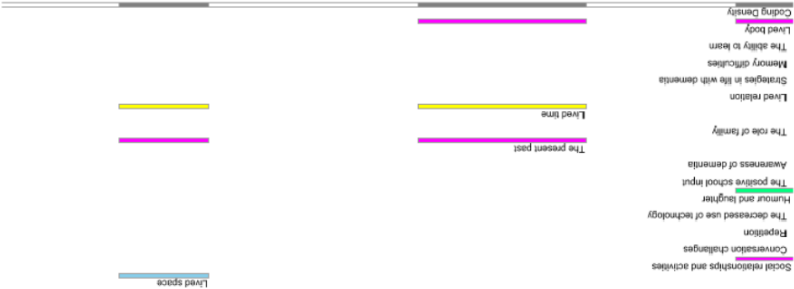 Lived space
Social relationships and activities
Conversation challanges
Repetition
The decreased use of technology
Humour and laughter
The positive school input
Awareness of dementia
The present past
The role of family
Lived time
Lived relation
Strategies in life with dementia
Memory difficulties
The ability to learn
Lived body
Coding Density